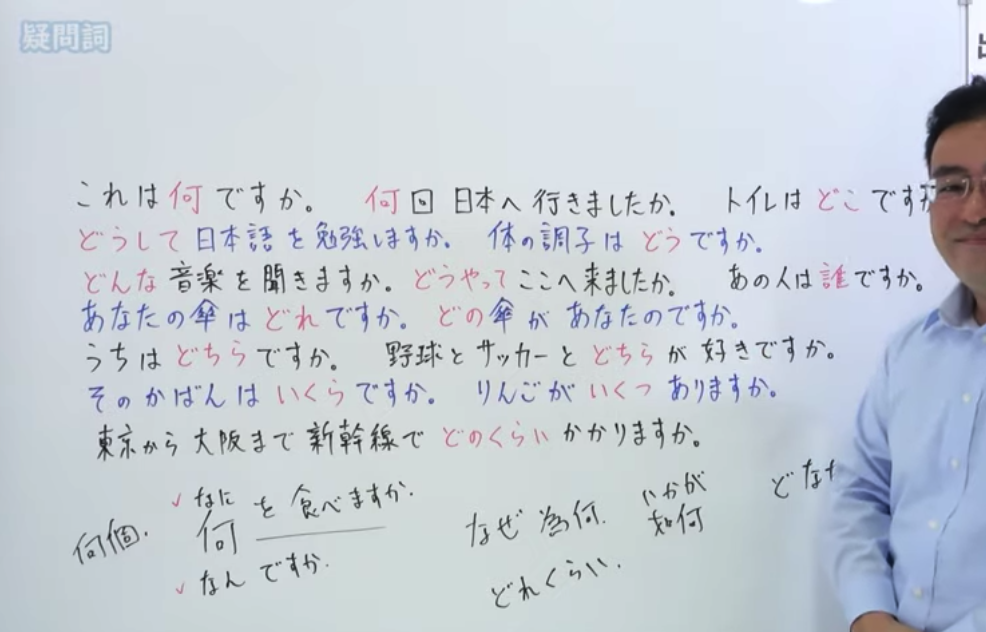 疑問詞
これは何ですか。 何回日本へ行きましたか。 トイレはどこです
どうして日本語を勉強しますか。 体の調子はどうですか。
どんな音楽を聞きますか。 どうやってここへ来ましたか。 あの人は誰ですか。
あなたの傘はどれですか。 どの傘があなたのですか。
うちはどちらですか。 野球とサッカーとどちらが好きですか。
そのかばんはいくらですか。 りんごがいくつありますか。
東京から大阪まで新幹線でどのくらいかかりますか。
何個.
なに
何 を食べますか.
なんですか.
なぜ 為何.
いかが
如何
どれくらい.
どな